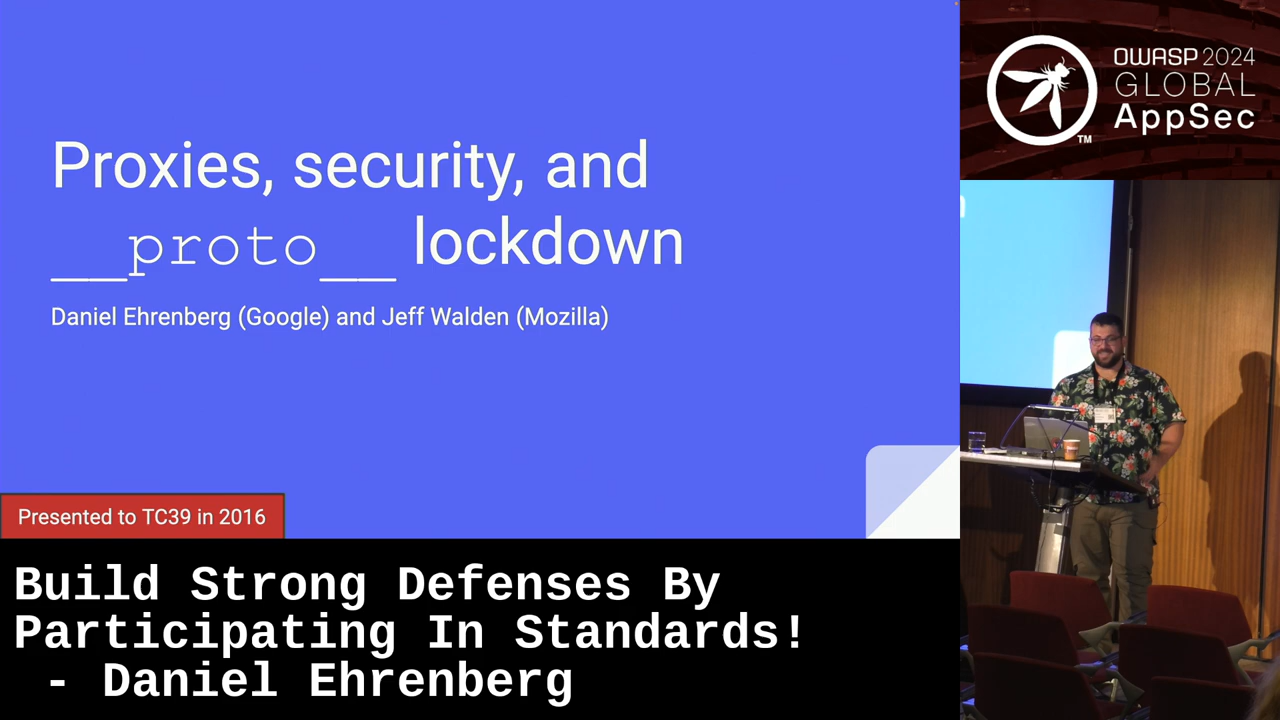 Proxies, security, and
__proto__ lockdown
Daniel Ehrenberg (Google) and Jeff Walden (Mozilla)
Presented to TC39 in 2016
Build Strong Defenses By
Participating In Standards!
- Daniel Ehrenberg
OWASP 2024
GLOBAL
AppSec
TM